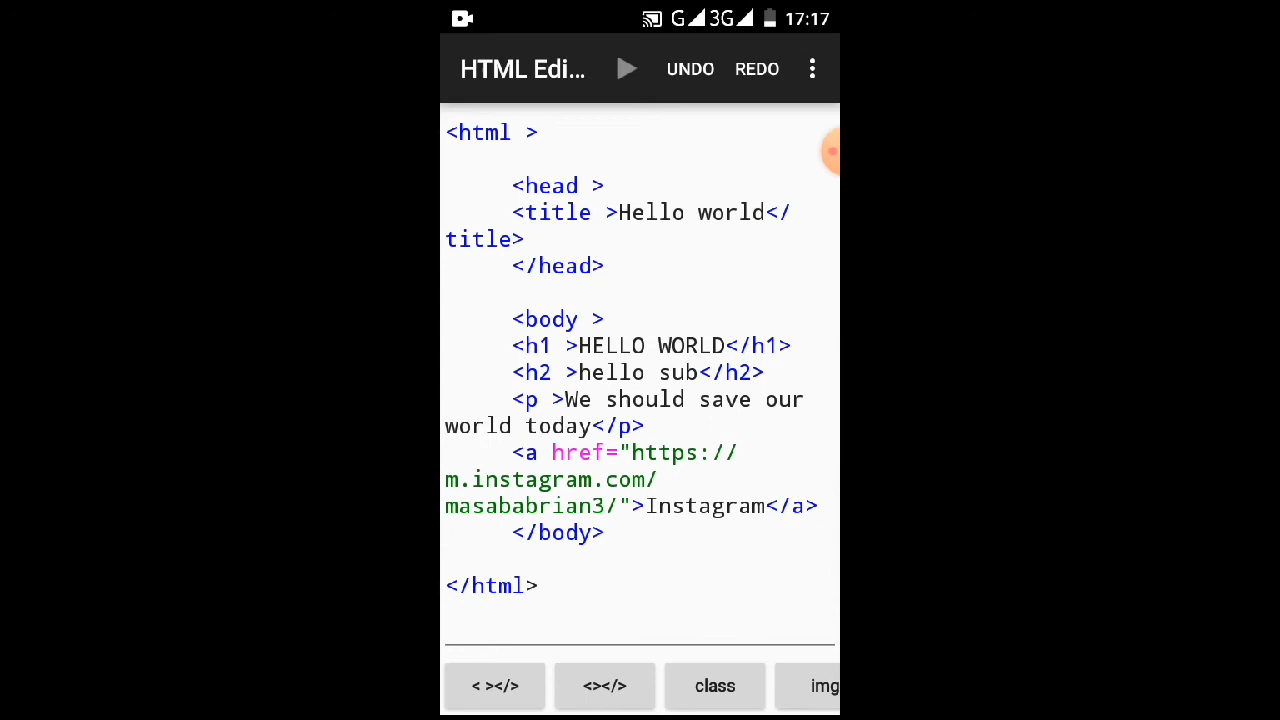 G 3G 17:17
HTML Edi... UNDO REDO
<html >
<head >
<title >Hello world</
title>
</head>
<body >
<h1 >HELLO WORLD</h1>
<h2 >hello sub</h2>
<p >We should save our
world today</p>
<a href="https://
m.instagram.com/
masababrian3/">Instagram</a>
</body>
</html>
< ></> <></> class img